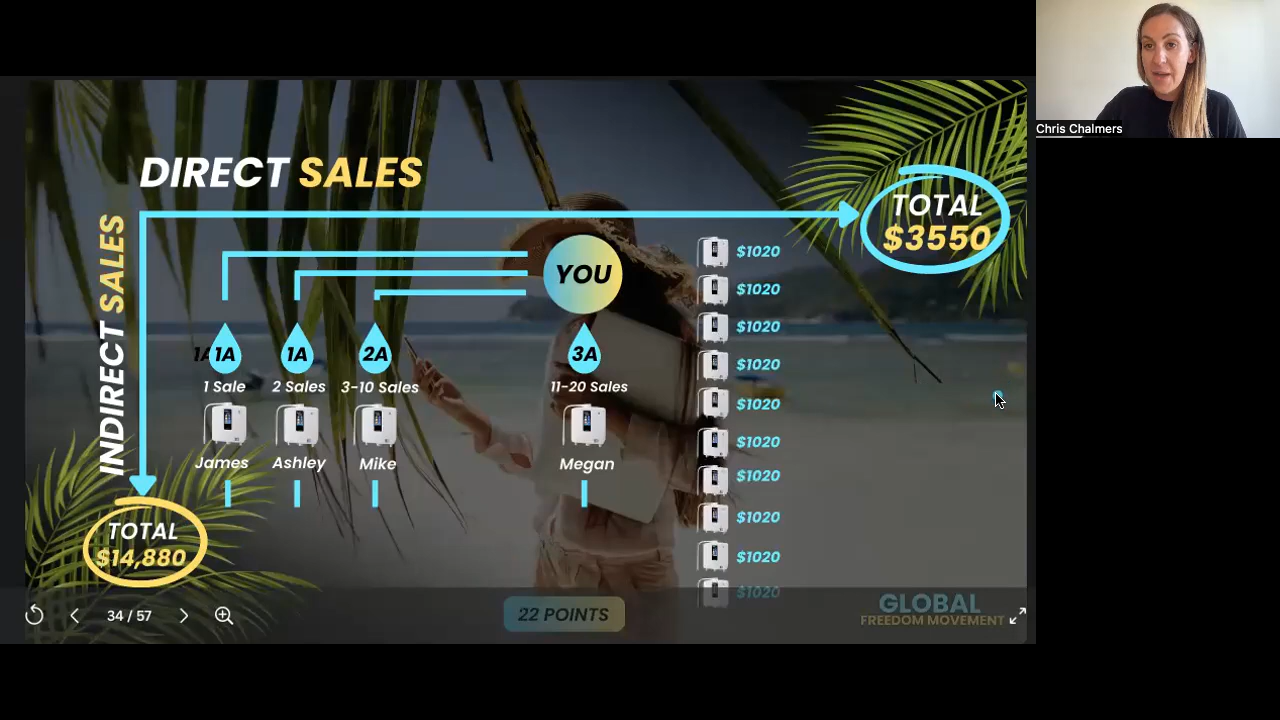 Chris Chalmers
DIRECT SALES
INDIRECT SALES
TOTAL
$3550
YOU
$1020
$1020
$1020
$1020
$1020
$1020
$1020
$1020
$1020
$1020
1A 1A
1A
2A
3A
1 Sale
2 Sales
3-10 Sales
11-20 Sales
James
Ashley
Mike
Megan
TOTAL
$14,880
34 / 57
22 POINTS
GLOBAL
FREEDOM MOVEMENT